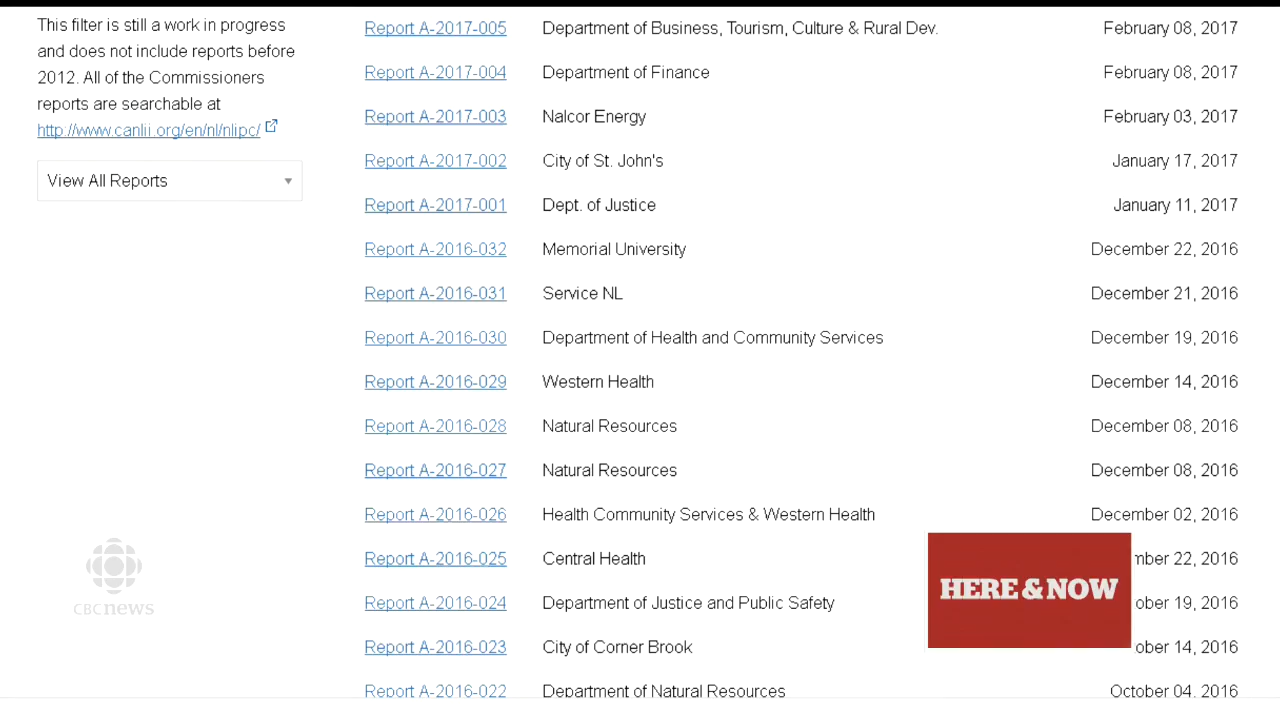 This filter is still a work in progress
and does not include reports before
2012. All of the Commissioners
reports are searchable at
http://www.canlii.org/en/nl/nlipc/
View All Reports
Report A-2017-005 Department of Business, Tourism, Culture & Rural Dev. February 08, 2017
Report A-2017-004 Department of Finance February 08, 2017
Report A-2017-003 Nalcor Energy February 03, 2017
Report A-2017-002 City of St. John's January 17, 2017
Report A-2017-001 Dept. of Justice January 11, 2017
Report A-2016-032 Memorial University December 22, 2016
Report A-2016-031 Service NL December 21, 2016
Report A-2016-030 Department of Health and Community Services December 19, 2016
Report A-2016-029 Western Health December 14, 2016
Report A-2016-028 Natural Resources December 08, 2016
Report A-2016-027 Natural Resources December 08, 2016
Report A-2016-026 Health Community Services & Western Health December 02, 2016
Report A-2016-025 Central Health mber 22, 2016
Report A-2016-024 Department of Justice and Public Safety ober 19, 2016
Report A-2016-023 City of Corner Brook ober 14, 2016
Report A-2016-022 Department of Natural Resources October 04, 2016
HERE & NOW
CBC news